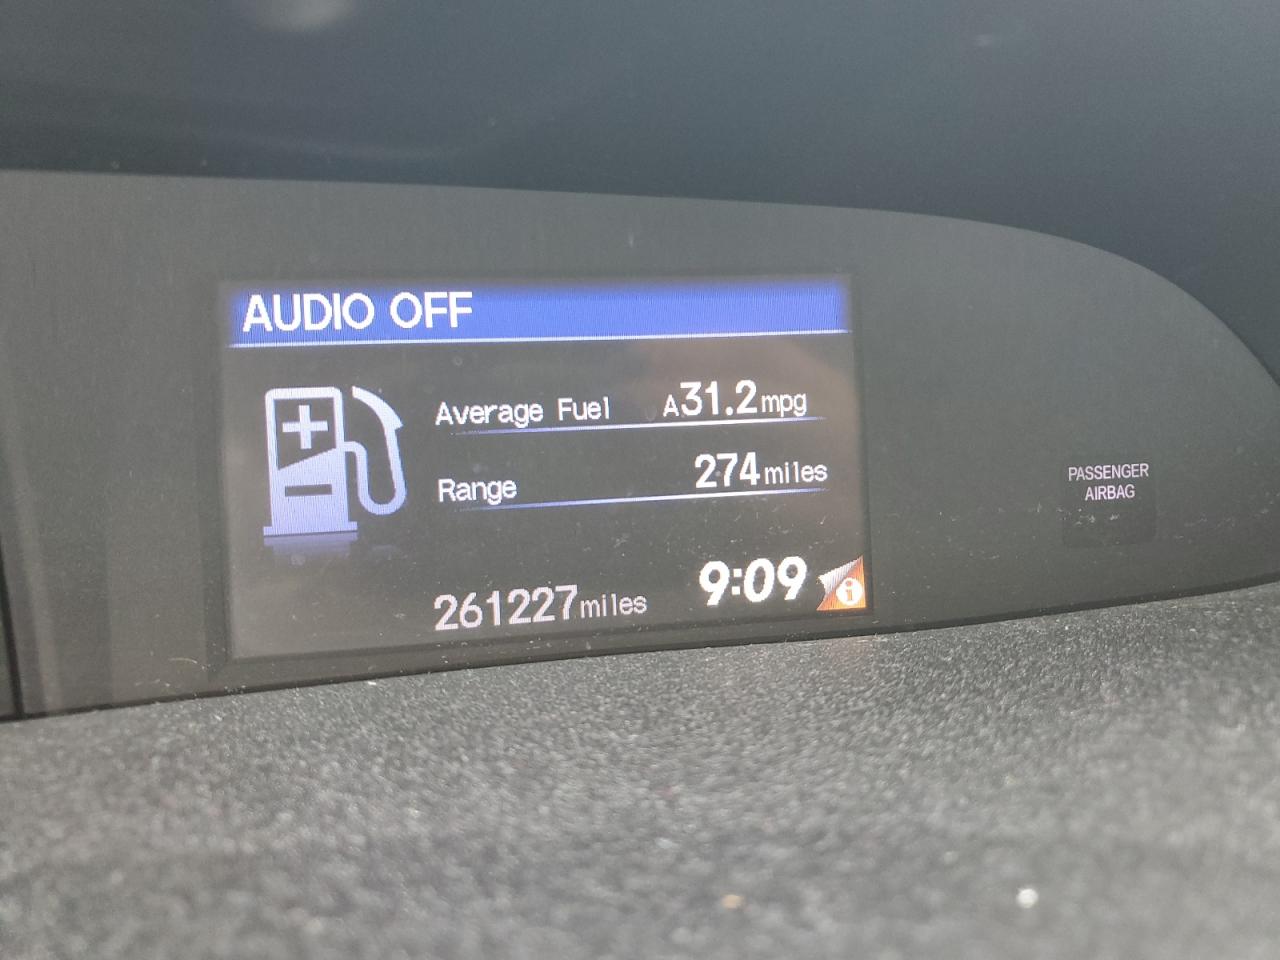 AUDIO OFF
Average Fuel A31.2mpg
Range 274miles
261227miles 9:09 i
PASSENGER
AIRBAG